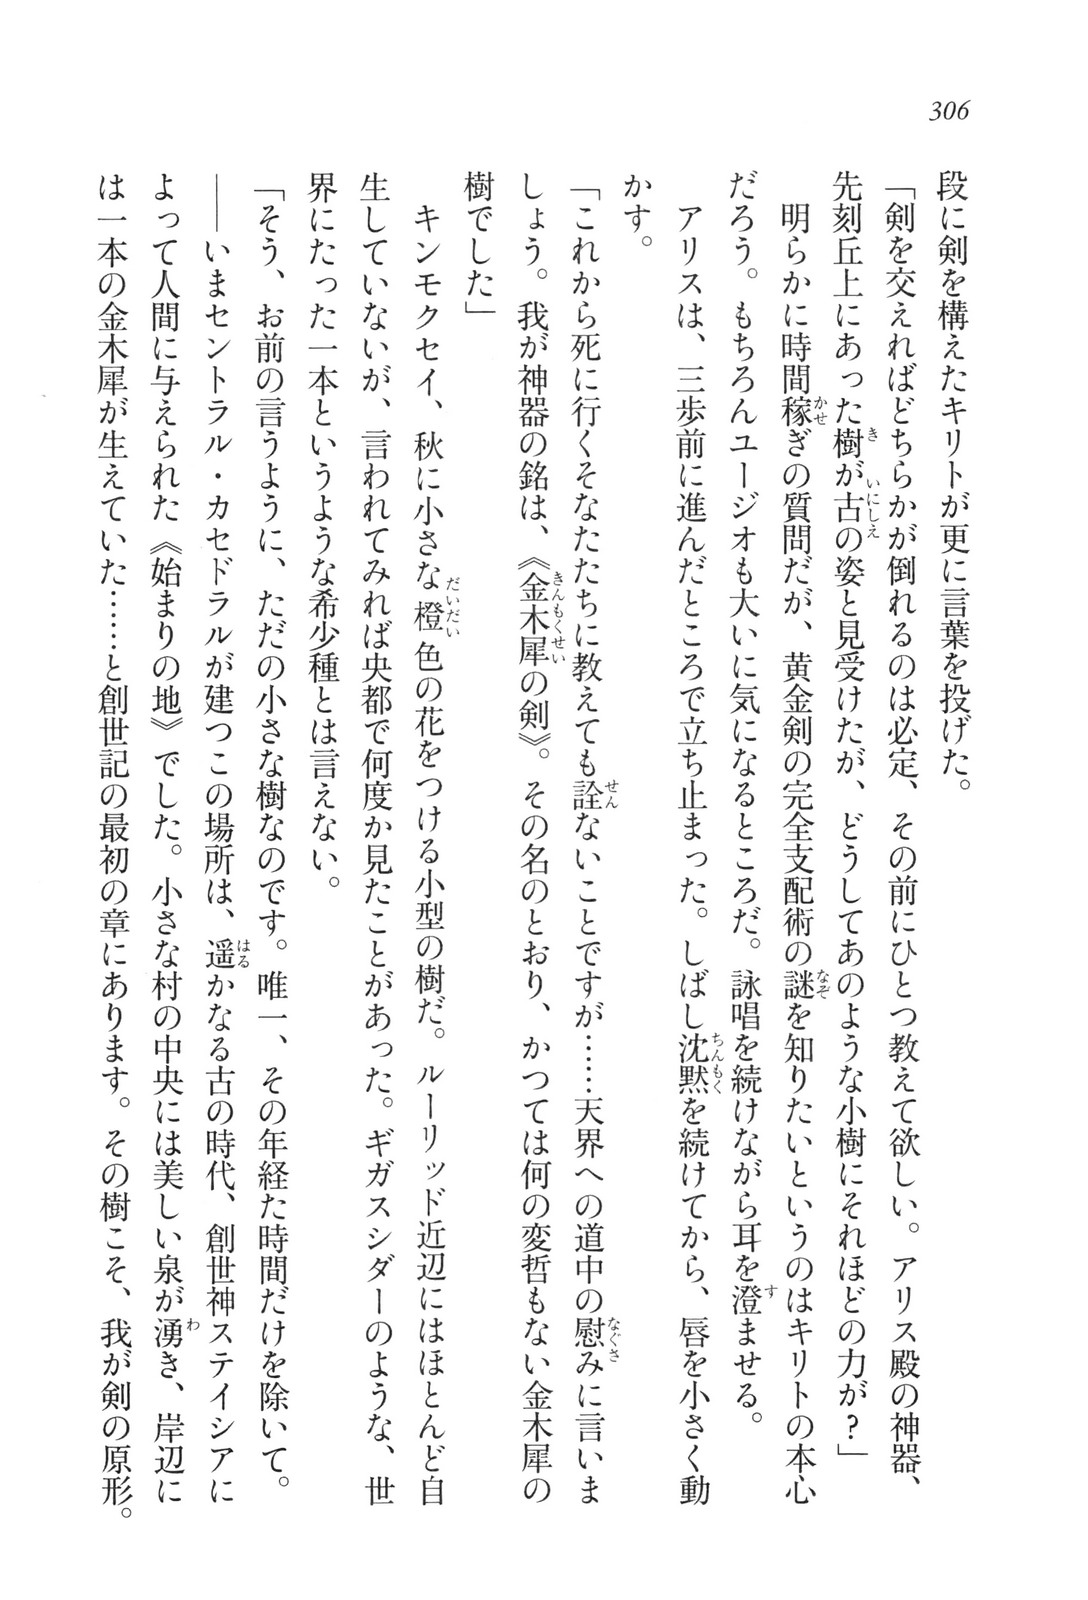 306
段に剣を構えたキリトが更に言葉を投げた。
「剣を交えればどちらかが倒れるのは必定、その前にひとつ教えて欲しい。アリス殿の神器、
先刻丘上にあった樹が古の姿と見受けたが、どうしてあのような小樹にそれほどの力が？」
明らかに時間稼ぎの質問だが、黄金剣の完全支配術の謎を知りたいというのはキリトの本心
だろう。もちろんユージオも大いに気になるところだ。詠唱を続けながら耳を澄ませる。
アリスは、三歩前に進んだところで立ち止まった。しばし沈黙を続けてから、唇を小さく動
かす。
「これから死に行くそなたたちに教えても詮ないことですが……天界への道中の慰みに言いま
しょう。我が神器の銘は、《金木犀の剣》。その名のとおり、かつては何の変哲もない金木犀の
樹でした」
キンモクセイ、秋に小さな橙色の花をつける小型の樹だ。ルーリッド近辺にはほとんど自
生していないが、言われてみれば央都で何度か見たことがあった。ギガスシダーのような、世
界にたった一本というような希少種とは言えない。
「そう、お前の言うように、ただの小さな樹なのです。唯一、その年経た時間だけを除いて。
――いまセントラル・カセドラルが建つこの場所は、遥かなる古の時代、創世神ステイシアに
よって人間に与えられた《始まりの地》でした。小さな村の中央には美しい泉が湧き、岸辺に
は一本の金木犀が生えていた……と創世記の最初の章にあります。その樹こそ、我が剣の原形。